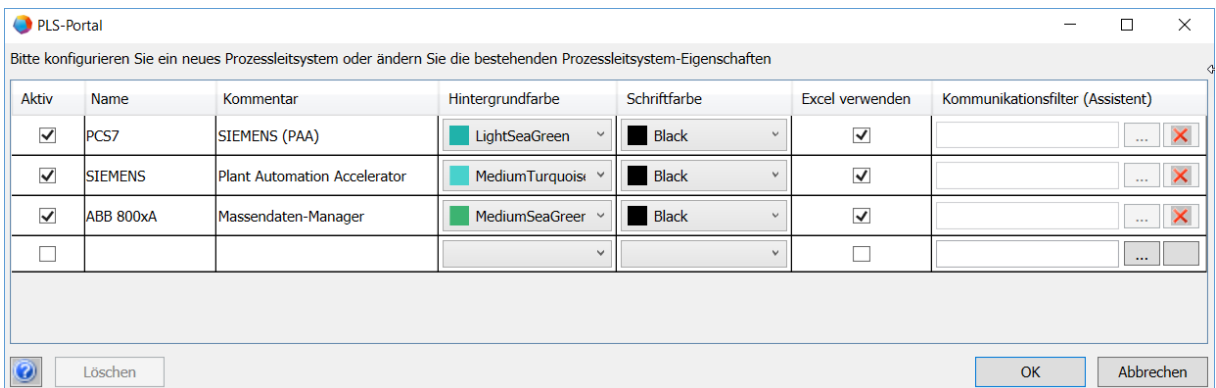 PLS-Portal
Bitte konfigurieren Sie ein neues Prozessleitsystem oder ändern Sie die bestehenden Prozessleitsystem-Eigenschaften
Aktiv Name Kommentar Hintergrundfarbe Schriftfarbe Excel verwenden Kommunikationsfilter (Assistent)
PCS7 SIEMENS (PAA) LightSeaGreen Black ...
SIEMENS Plant Automation Accelerator MediumTurquoise Black ...
ABB 800xA Massendaten-Manager MediumSeaGreen Black ...
...
Löschen OK Abbrechen